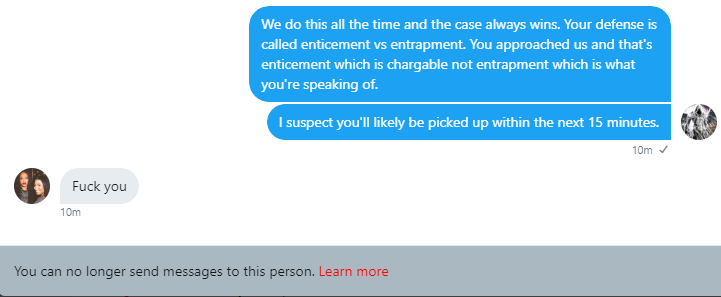 We do this all the time and the case always wins. Your defense is
called enticement vs entrapment. You approached us and that's
enticement which is chargable not entrapment which is what
you're speaking of.
I suspect you'll likely be picked up within the next 15 minutes.
10m ✓
Fuck you
10m
You can no longer send messages to this person. Learn more